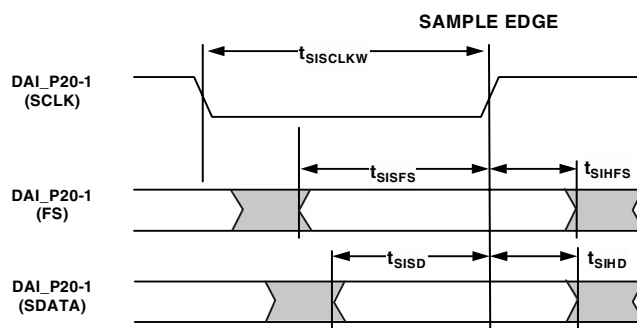 SAMPLE EDGE
tSISCLKW
DAI_P20-1
(SCLK)
tSISFS
tSIHFS
DAI_P20-1
(FS)
tSISD
tSIHD
DAI_P20-1
(SDATA)